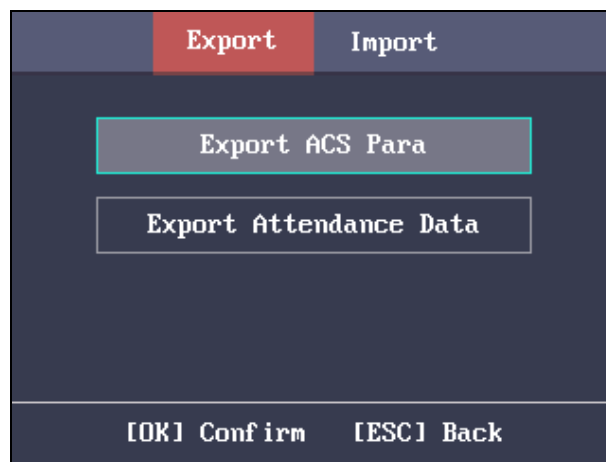 Export Import
Export ACS Para
Export Attendance Data
[OK] Confirm [ESC] Back